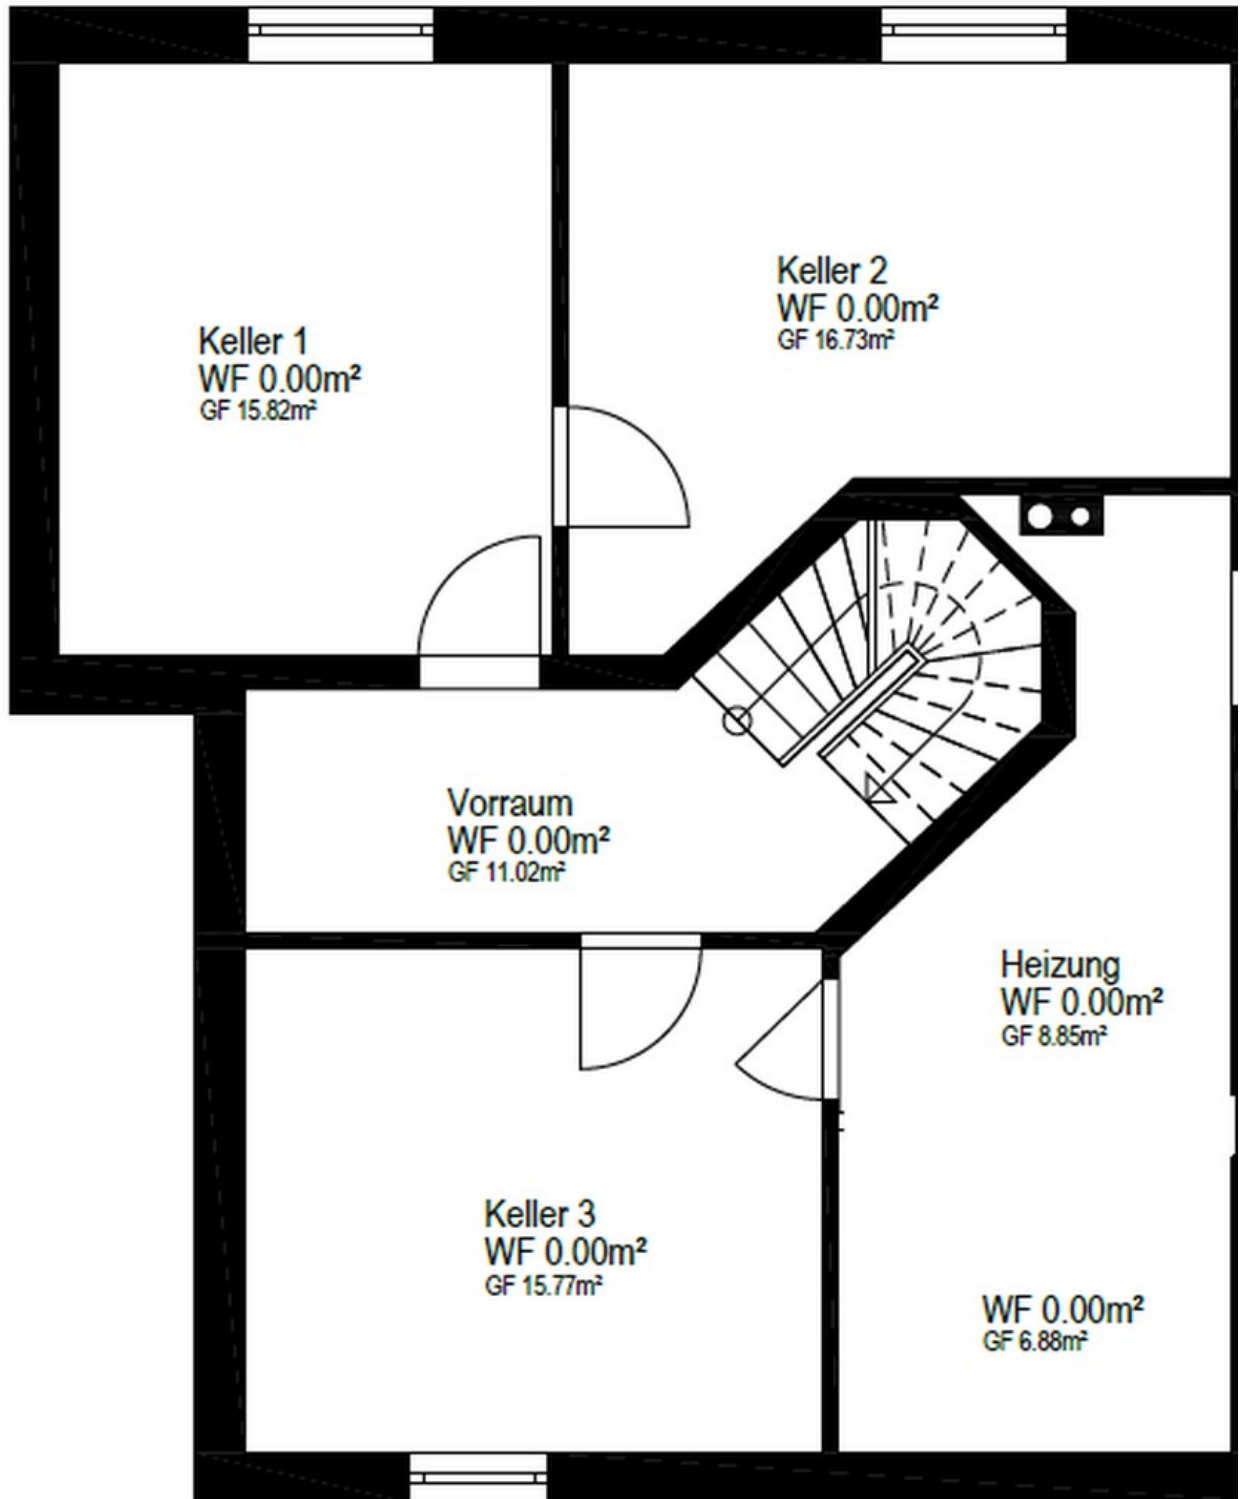 Keller 2
WF 0.00m²
GF 16.73m²
Keller 1
WF 0.00m²
GF 15.82m²
Vorraum
WF 0.00m²
GF 11.02m²
Heizung
WF 0.00m²
GF 8.85m²
Keller 3
WF 0.00m²
GF 15.77m²
WF 0.00m²
GF 6.88m²